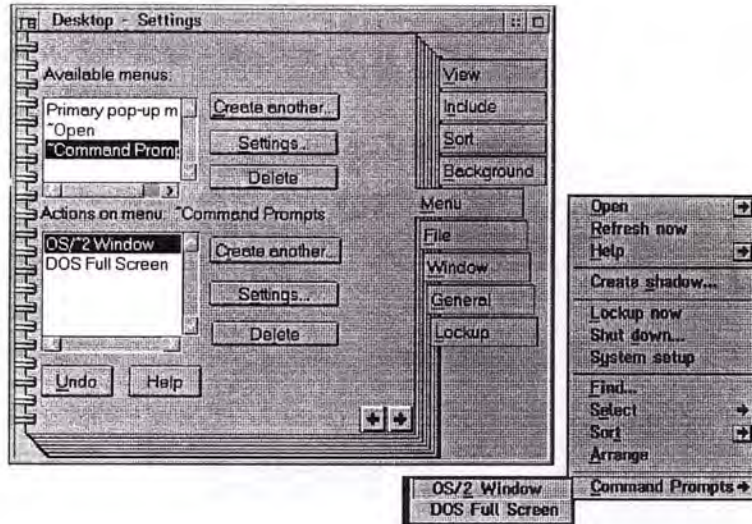 Desktop - Settings
Available menus:
Primary pop-up m
~Open
~Command Promp
Create another...
Settings...
Delete
Actions on menu: ~Command Prompts
OS/~2 Window
DOS Full Screen
Create another...
Settings...
Delete
Undo
Help
View
Include
Sort
Background
Menu
File
Window
General
Lockup
Open
Refresh now
Help
Create shadow...
Lockup now
Shut down...
System setup
Find...
Select
Sort
Arrange
Command Prompts
OS/2 Window
DOS Full Screen